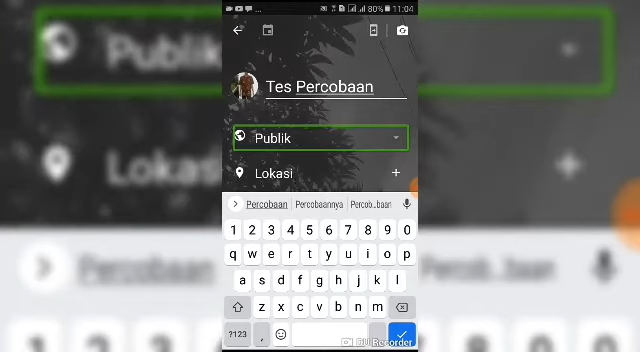 80% 11:04
Tes Percobaan
Publik
Lokasi
Percobaan Percobaannya Percob...baan
1 2 3 4 5 6 7 8 9 0
q w e r t y u i o p
a s d f g h j k l
z x c v b n m
?123 ,
DU Recorder